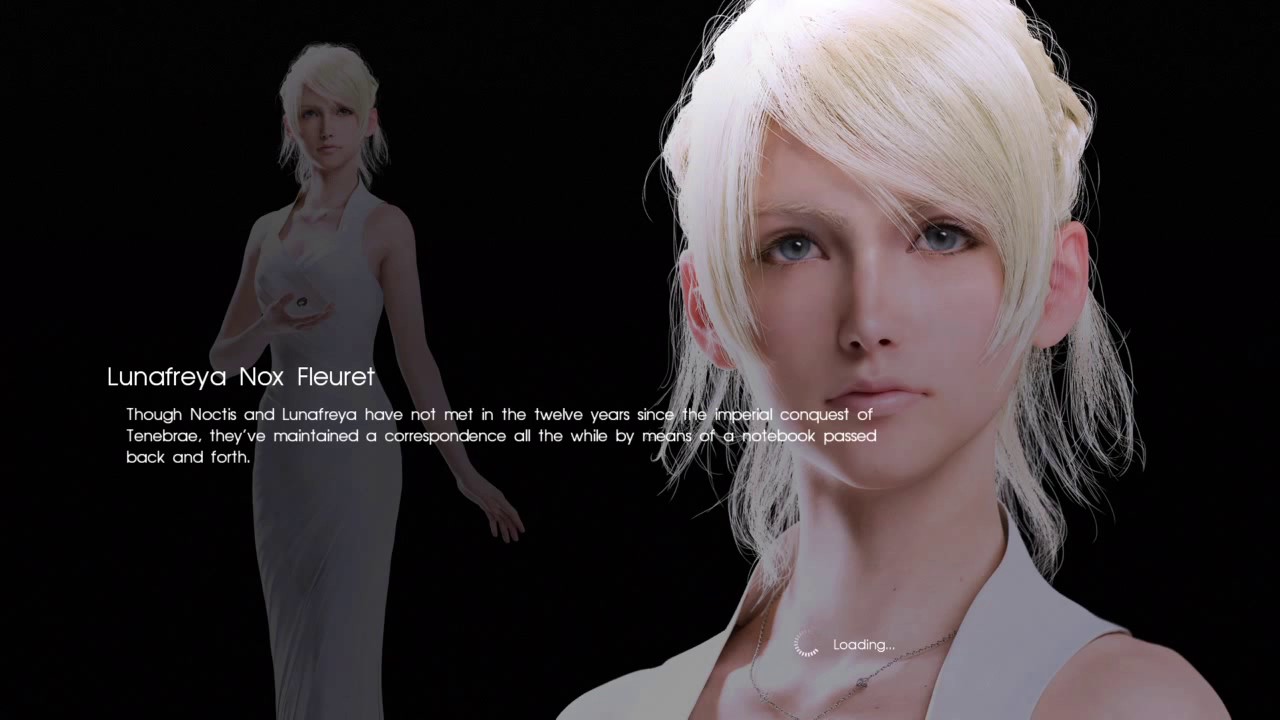 Lunafreya Nox Fleuret
Though Noctis and Lunafreya have not met in the twelve years since the imperial conquest of
Tenebrae, they've maintained a correspondence all the while by means of a notebook passed
back and forth.
Loading...